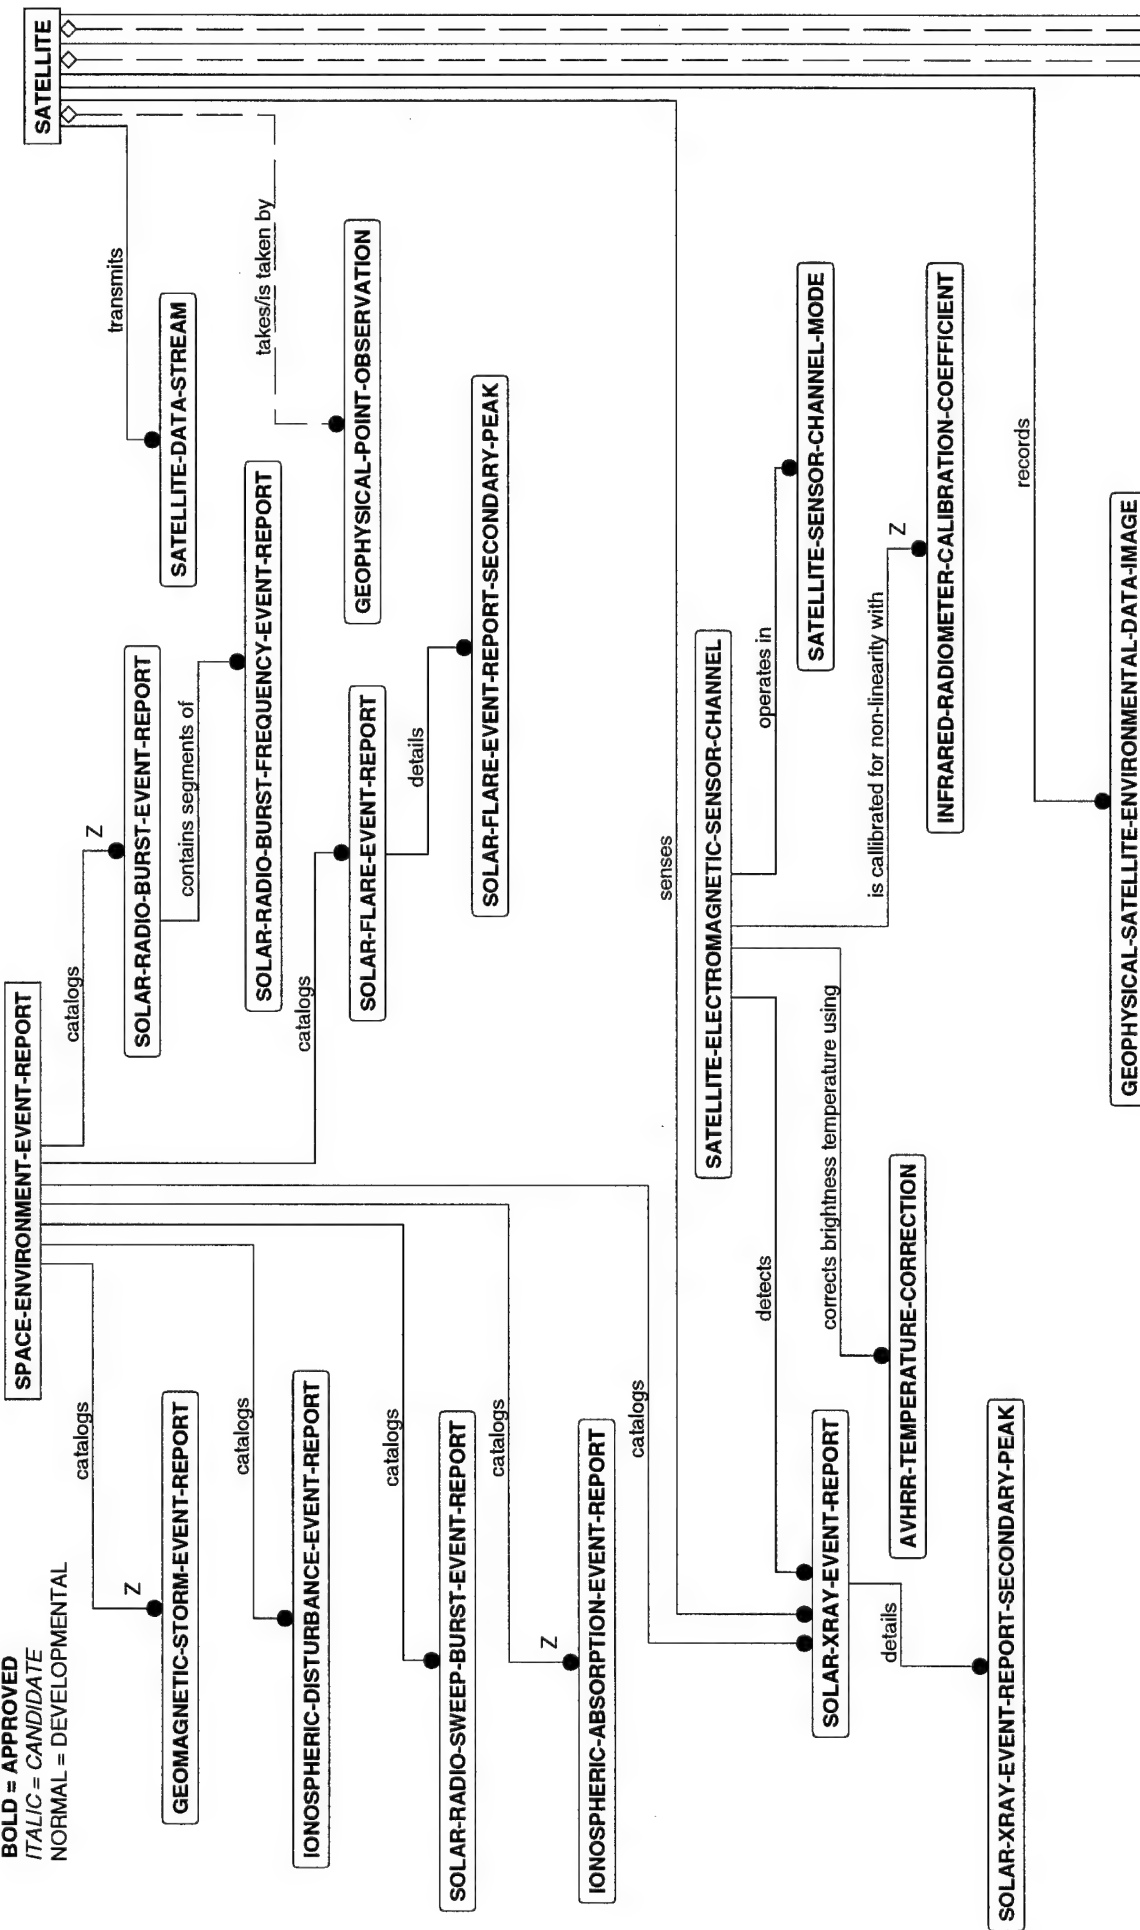 BOLD = APPROVED
ITALIC = CANDIDATE
NORMAL = DEVELOPMENTAL
SPACE-ENVIRONMENT-EVENT-REPORT
SATELLITE
catalogs
Z
GEOMAGNETIC-STORM-EVENT-REPORT
catalogs
Z
SOLAR-RADIO-BURST-EVENT-REPORT
transmits
SATELLITE-DATA-STREAM
contains segments of
SOLAR-RADIO-BURST-FREQUENCY-EVENT-REPORT
catalogs
IONOSPHERIC-DISTURBANCE-EVENT-REPORT
catalogs
SOLAR-FLARE-EVENT-REPORT
takes/is taken by
GEOPHYSICAL-POINT-OBSERVATION
details
SOLAR-FLARE-EVENT-REPORT-SECONDARY-PEAK
catalogs
SOLAR-RADIO-SWEEP-BURST-EVENT-REPORT
catalogs
Z
IONOSPHERIC-ABSORPTION-EVENT-REPORT
catalogs
senses
SATELLITE-ELECTROMAGNETIC-SENSOR-CHANNEL
detects
operates in
SOLAR-XRAY-EVENT-REPORT
SATELLITE-SENSOR-CHANNEL-MODE
corrects brightness temperature using
is callibrated for non-linearity with
Z
AVHRR-TEMPERATURE-CORRECTION
INFRARED-RADIOMETER-CALIBRATION-COEFFICIENT
details
SOLAR-XRAY-EVENT-REPORT-SECONDARY-PEAK
records
GEOPHYSICAL-SATELLITE-ENVIRONMENTAL-DATA-IMAGE